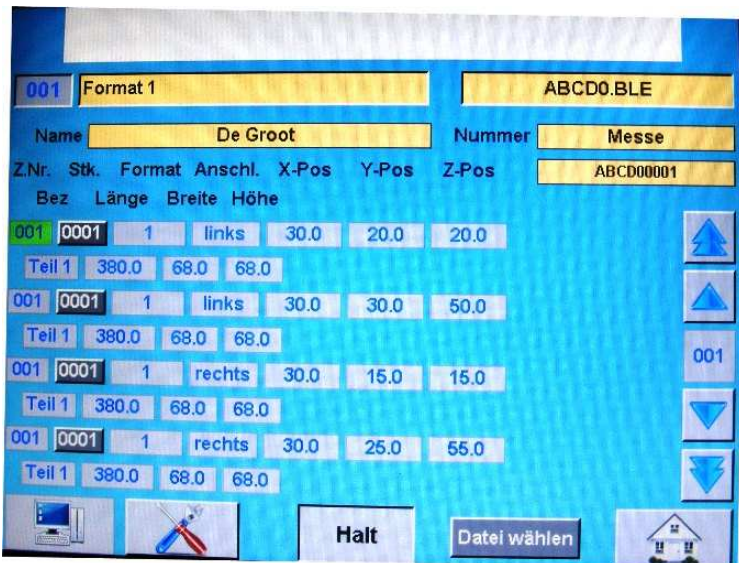 001 Format 1 ABCD0.BLE
Name De Groot Nummer Messe
Z.Nr. Stk. Format Anschl. X-Pos Y-Pos Z-Pos ABCD00001
Bez Länge Breite Höhe
001 0001 1 links 30.0 20.0 20.0
Teil 1 380.0 68.0 68.0
001 0001 1 links 30.0 30.0 50.0
Teil 1 380.0 68.0 68.0
001
001 0001 1 rechts 30.0 15.0 15.0
Teil 1 380.0 68.0 68.0
001 0001 1 rechts 30.0 25.0 55.0
Teil 1 380.0 68.0 68.0
Halt Datei wählen